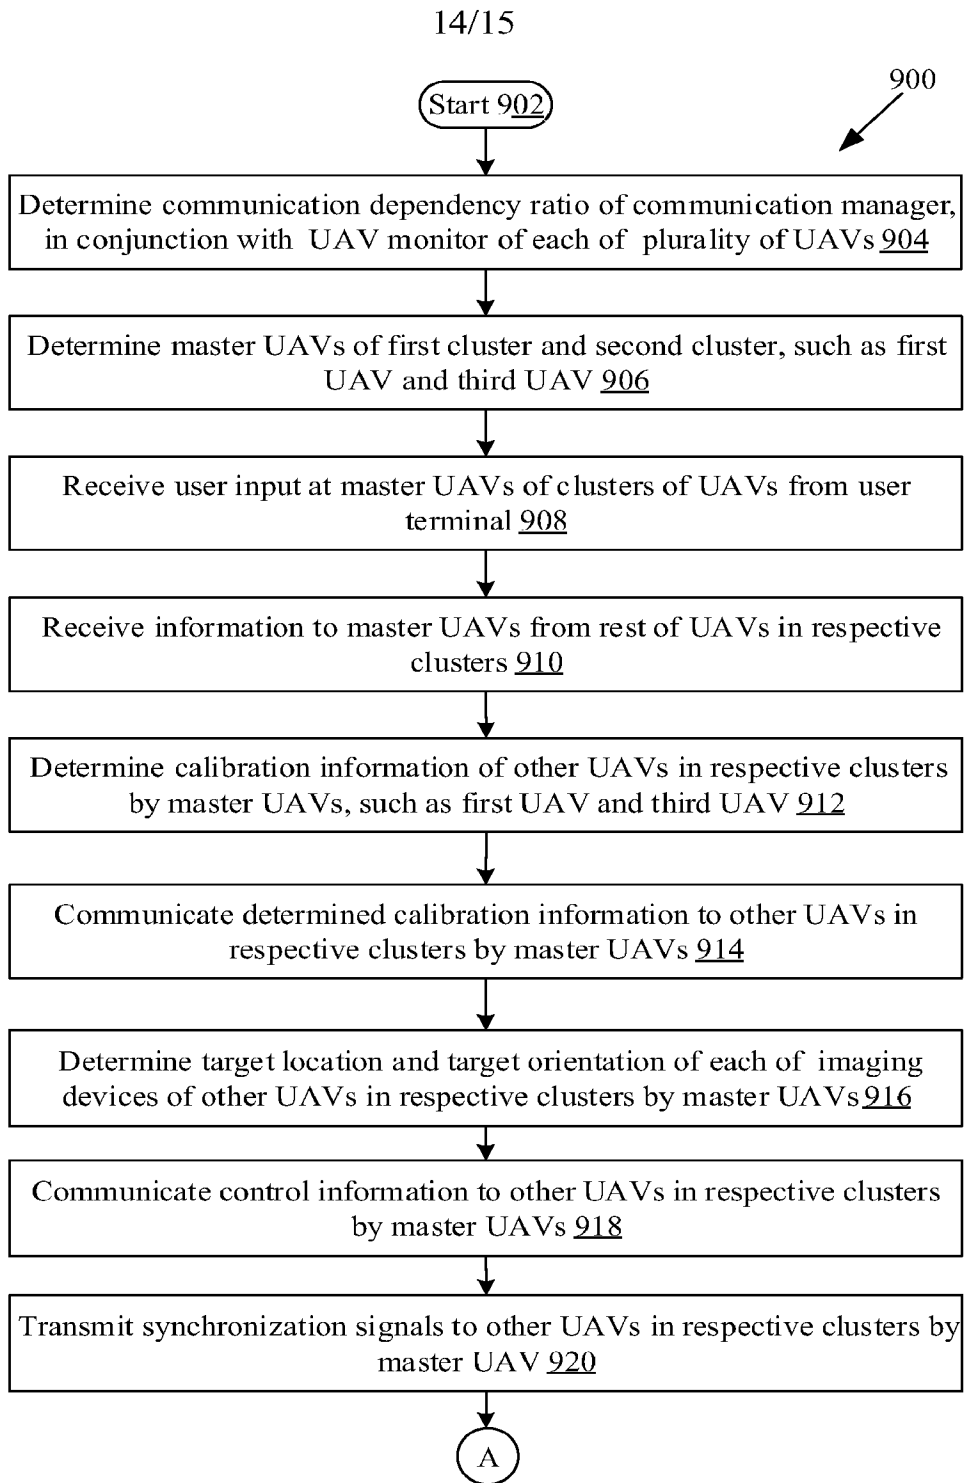 14/15
900
Start 902
Determine communication dependency ratio of communication manager,
in conjunction with UAV monitor of each of plurality of UAVs 904
Determine master UAVs of first cluster and second cluster, such as first
UAV and third UAV 906
Receive user input at master UAVs of clusters of UAVs from user
terminal 908
Receive information to master UAVs from rest of UAVs in respective
clusters 910
Determine calibration information of other UAVs in respective clusters
by master UAVs, such as first UAV and third UAV 912
Communicate determined calibration information to other UAVs in
respective clusters by master UAVs 914
Determine target location and target orientation of each of imaging
devices of other UAVs in respective clusters by master UAVs 916
Communicate control information to other UAVs in respective clusters
by master UAVs 918
Transmit synchronization signals to other UAVs in respective clusters by
master UAV 920
A